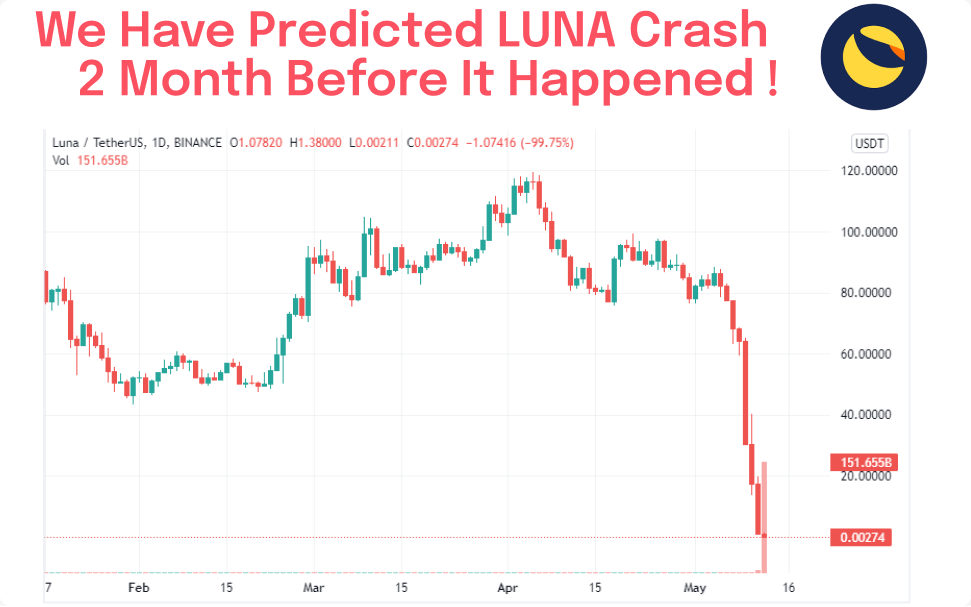 We Have Predicted LUNA Crash
2 Month Before It Happened !
Luna / TetherUS, 1D, BINANCE O1.07820 H1.38000 L0.00211 C0.00274 −1.07416 (−99.75%)
USDT
Vol 151.655B
120.00000
100.00000
80.00000
60.00000
40.00000
151.655B
20.00000
0.00274
7 Feb 15 Mar 15 Apr 15 May 16